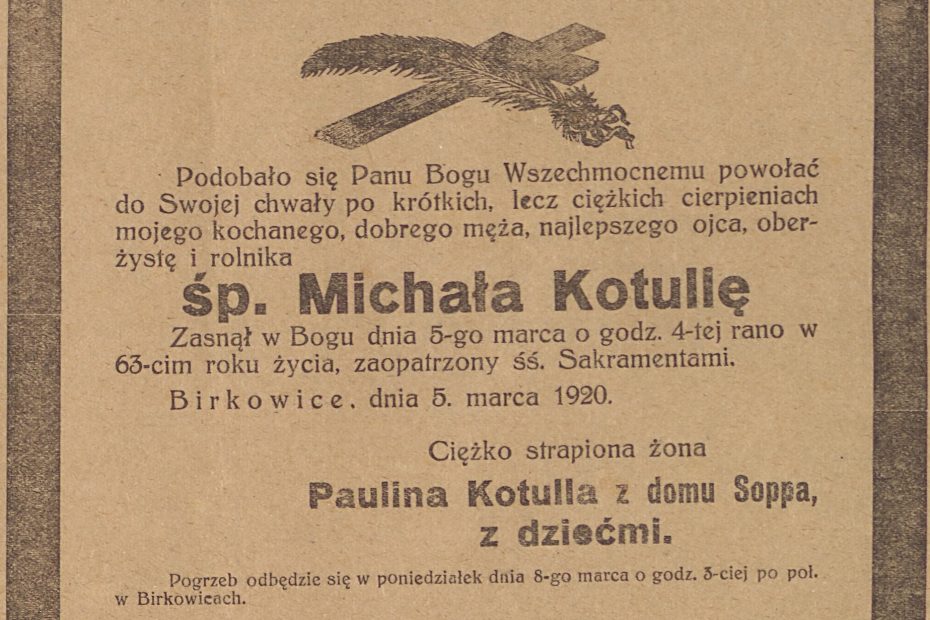 Podobało się Panu Bogu Wszechmocnemu powołać
do Swojej chwały po krótkich, lecz ciężkich cierpieniach
mojego kochanego, dobrego męża, najlepszego ojca, ober-
żystę i rolnika
śp. Michała Kotullę
Zasnął w Bogu dnia 5-go marca o godz. 4-tej rano w
63-cim roku życia, zaopatrzony śś. Sakramentami.
Birkowice, dnia 5. marca 1920.
Ciężko strapiona żona
Paulina Kotulla z domu Soppa,
z dziećmi.
Pogrzeb odbędzie się w poniedziałek dnia 8-go marca o godz. 3-ciej po poł.
w Birkowicach.